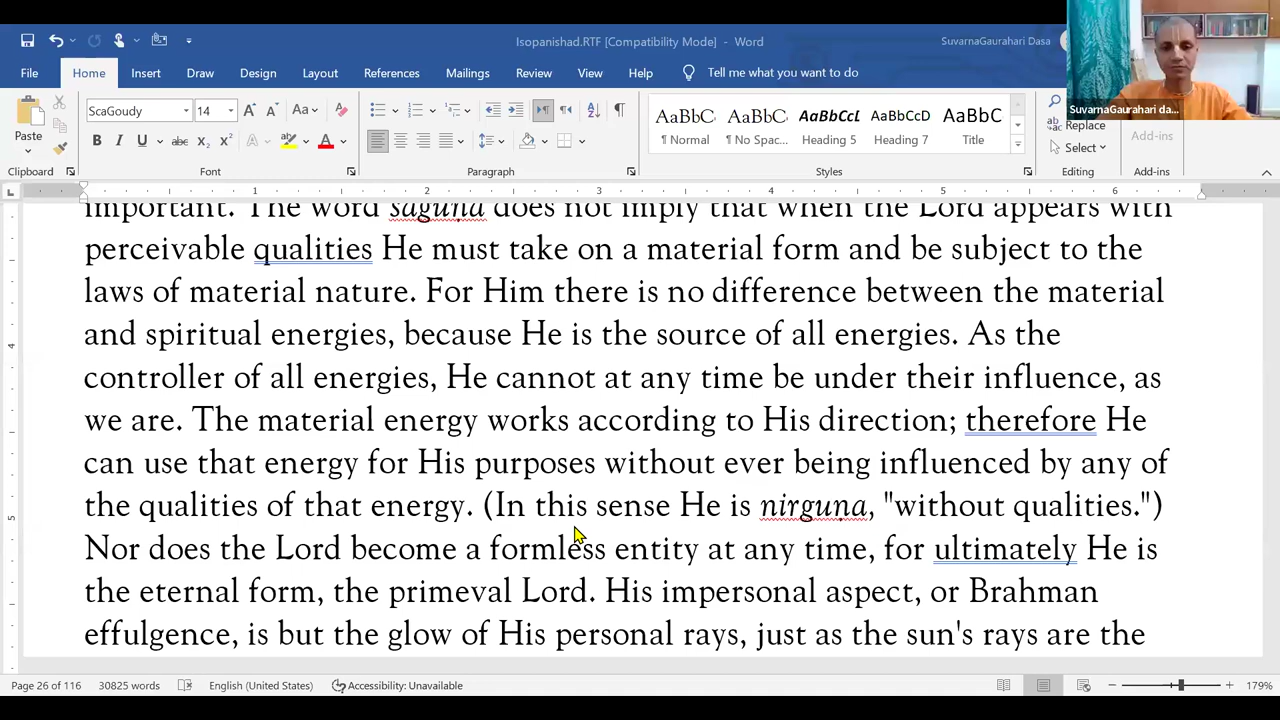 Isopanishad.RTF [Compatibility Mode] - Word
SuvarnaGaurahari Dasa
File Home Insert Draw Design Layout References Mailings Review View Help Tell me what you want to do
SuvarnaGaurahari da...
ScaGoudy 14
Paste
AaBbC AaBbC AaBbCcL AaBbCcD AaBbC
¶ Normal ¶ No Spac... Heading 5 Heading 7 Title
Replace
Select
Add-ins
Clipboard Font Paragraph Styles Editing Add-ins
1 2 3 4 5 6
important. The word saguṇa does not imply that when the Lord appears with
perceivable qualities He must take on a material form and be subject to the
laws of material nature. For Him there is no difference between the material
and spiritual energies, because He is the source of all energies. As the
controller of all energies, He cannot at any time be under their influence, as
we are. The material energy works according to His direction; therefore He
can use that energy for His purposes without ever being influenced by any of
the qualities of that energy. (In this sense He is nirguṇa, "without qualities.")
Nor does the Lord become a formless entity at any time, for ultimately He is
the eternal form, the primeval Lord. His impersonal aspect, or Brahman
effulgence, is but the glow of His personal rays, just as the sun's rays are the
4
5
Page 26 of 116 30825 words English (United States) Accessibility: Unavailable 179%